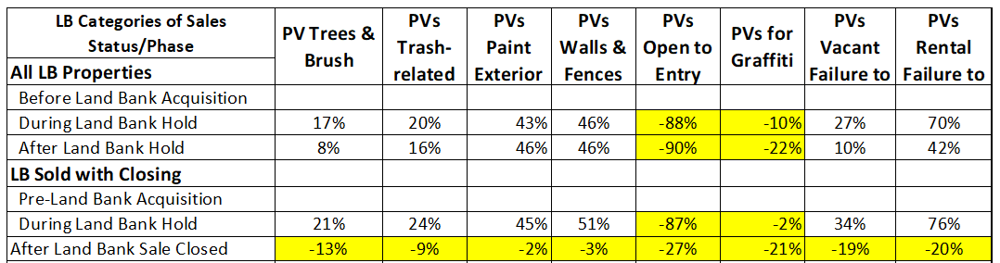 LB Categories of Sales Status/Phase | PV Trees & Brush | PVs Trash-related | PVs Paint Exterior | PVs Walls & Fences | PVs Open to Entry | PVs for Graffiti | PVs Vacant Failure to | PVs Rental Failure to
All LB Properties
Before Land Bank Acquisition
During Land Bank Hold 17% 20% 43% 46% -88% -10% 27% 70%
After Land Bank Hold 8% 16% 46% 46% -90% -22% 10% 42%
LB Sold with Closing
Pre-Land Bank Acquisition
During Land Bank Hold 21% 24% 45% 51% -87% -2% 34% 76%
After Land Bank Sale Closed -13% -9% -2% -3% -27% -21% -19% -20%